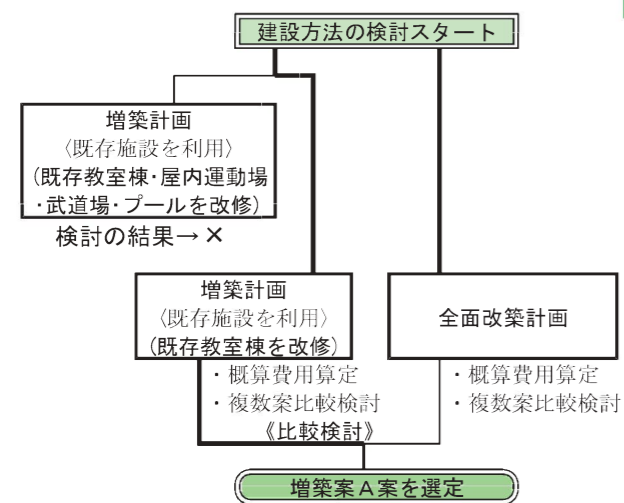 建設方法の検討スタート
増築計画
〈既存施設を利用〉
(既存教室棟・屋内運動場
・武道場・プールを改修)
検討の結果→×
増築計画
〈既存施設を利用〉
(既存教室棟を改修)
・概算費用算定
・複数案比較検討
全面改築計画
・概算費用算定
・複数案比較検討
《比較検討》
増築案A案を選定